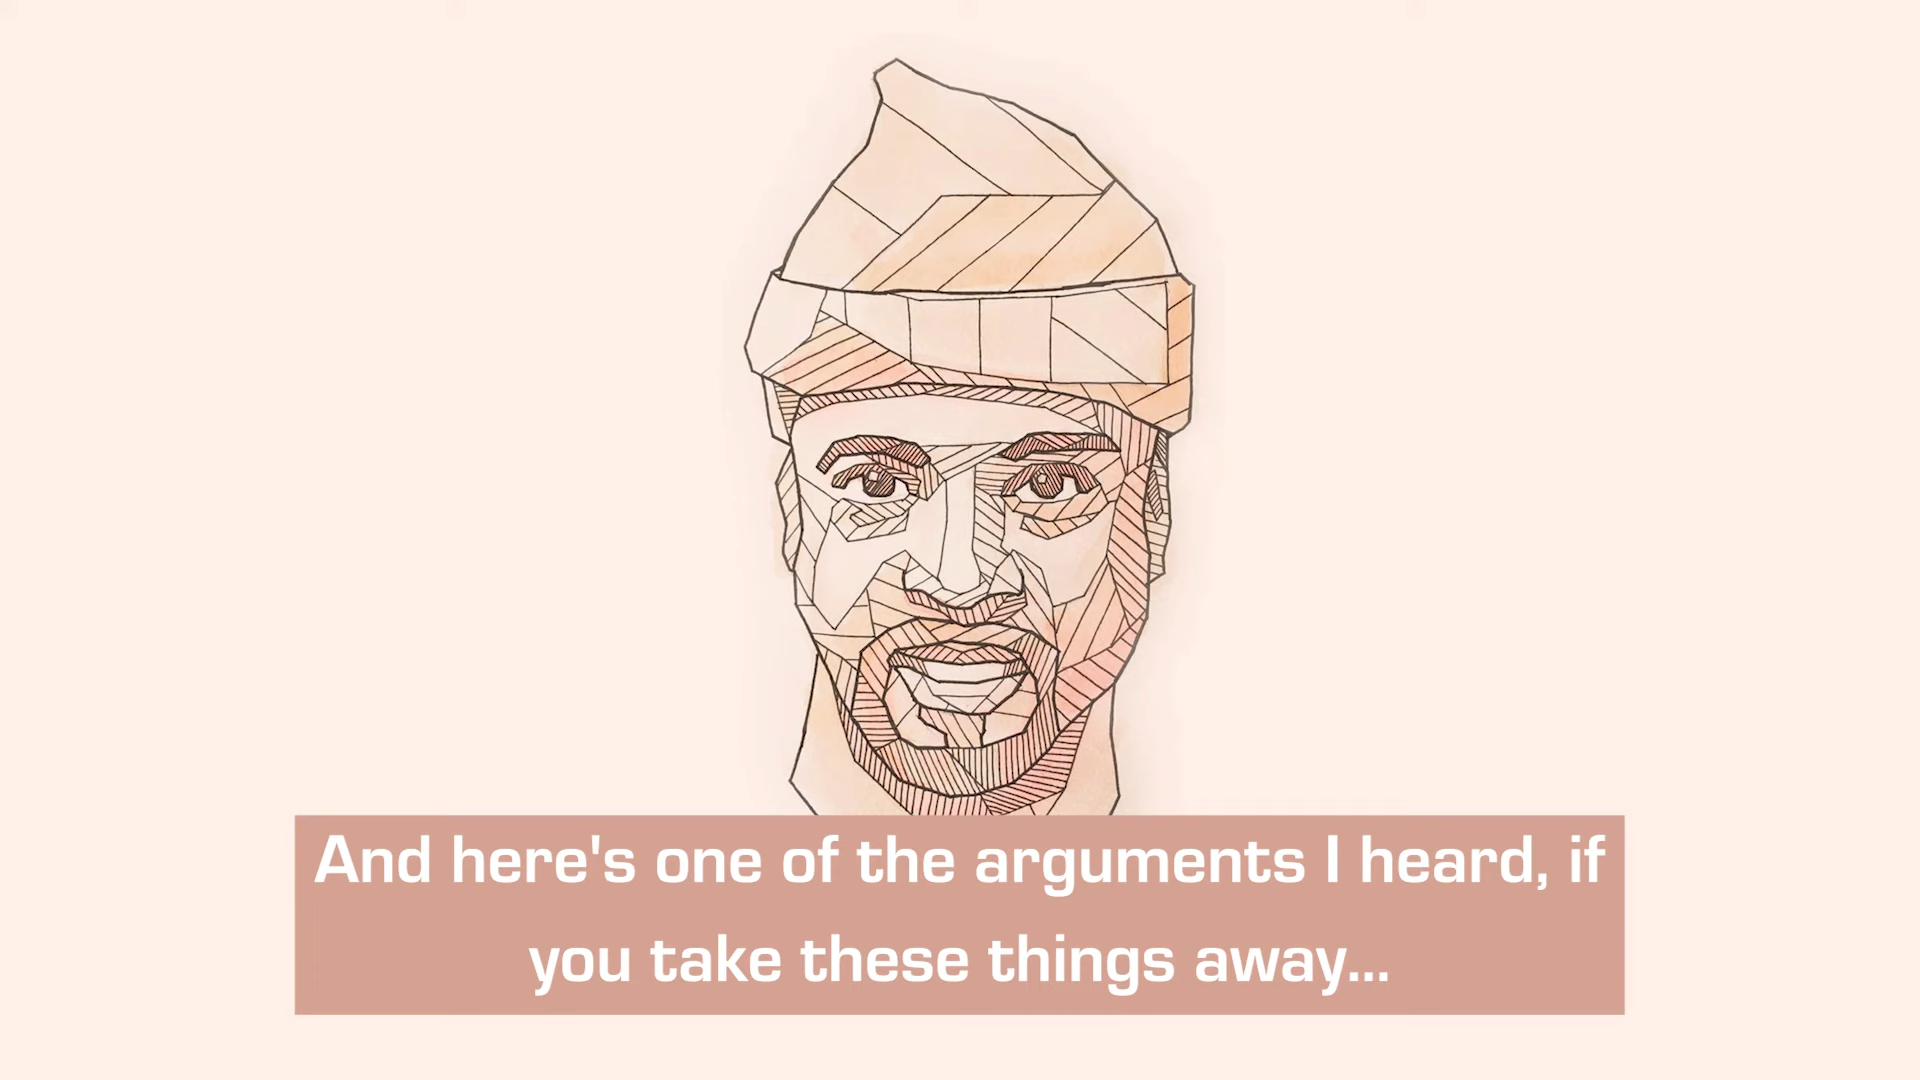 And here's one of the arguments I heard, if
you take these things away...